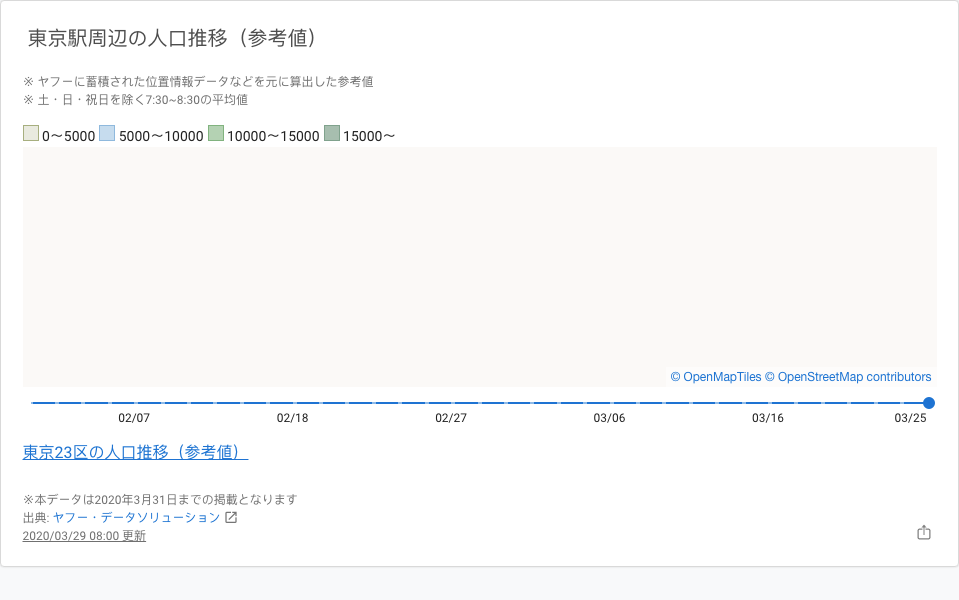 東京駅周辺の人口推移（参考値）
※ ヤフーに蓄積された位置情報データなどを元に算出した参考値
※ 土・日・祝日を除く7:30~8:30の平均値
0〜5000 5000〜10000 10000〜15000 15000〜
© OpenMapTiles © OpenStreetMap contributors
02/07 02/18 02/27 03/06 03/16 03/25
東京23区の人口推移（参考値）
※本データは2020年3月31日までの掲載となります
出典: ヤフー・データソリューション
2020/03/29 08:00 更新